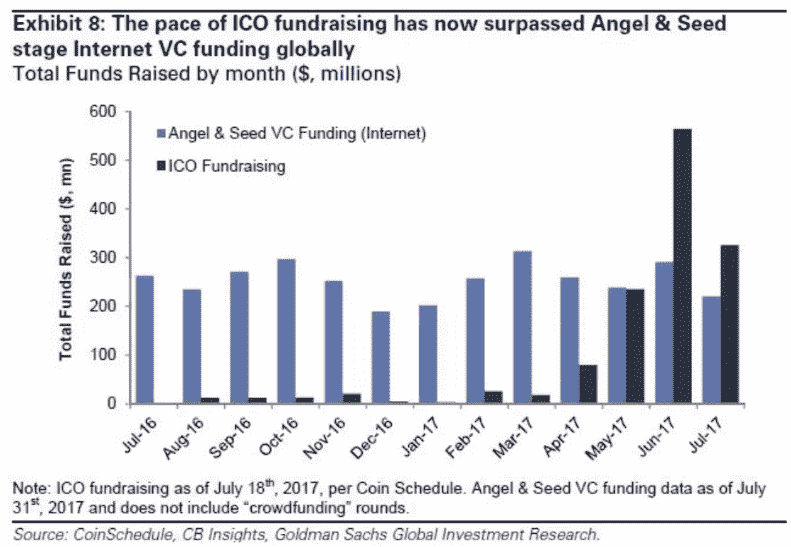 Exhibit 8: The pace of ICO fundraising has now surpassed Angel & Seed
stage Internet VC funding globally
Total Funds Raised by month ($, millions)
Total Funds Raised ($, mn)
600
500
400
300
200
100
0
Angel & Seed VC Funding (Internet)
ICO Fundraising
Jul-16
Aug-16
Sep-16
Oct-16
Nov-16
Dec-16
Jan-17
Feb-17
Mar-17
Apr-17
May-17
Jun-17
Jul-17
Note: ICO fundraising as of July 18th, 2017, per Coin Schedule. Angel & Seed VC funding data as of July
31st, 2017 and does not include “crowdfunding” rounds.
Source: CoinSchedule, CB Insights, Goldman Sachs Global Investment Research.